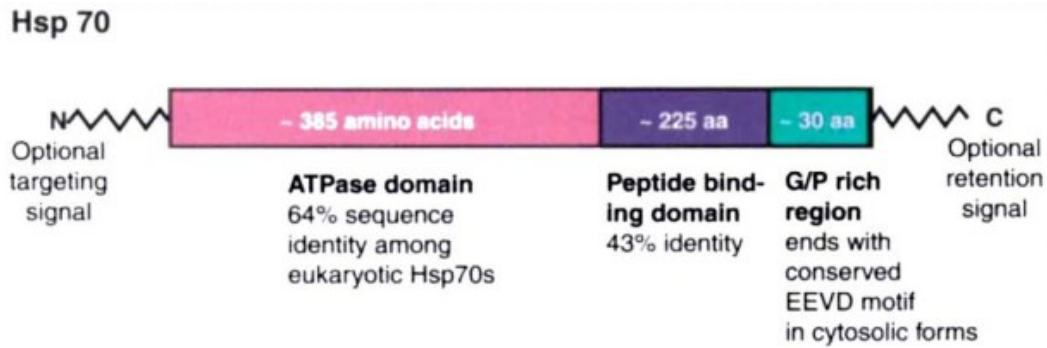 Hsp 70
N
~ 385 amino acids
~ 225 aa
~ 30 aa
C
Optional
targeting
signal
ATPase domain
64% sequence
identity among
eukaryotic Hsp70s
Peptide bind-
ing domain
43% identity
G/P rich
region
ends with
conserved
EEVD motif
in cytosolic forms
Optional
retention
signal